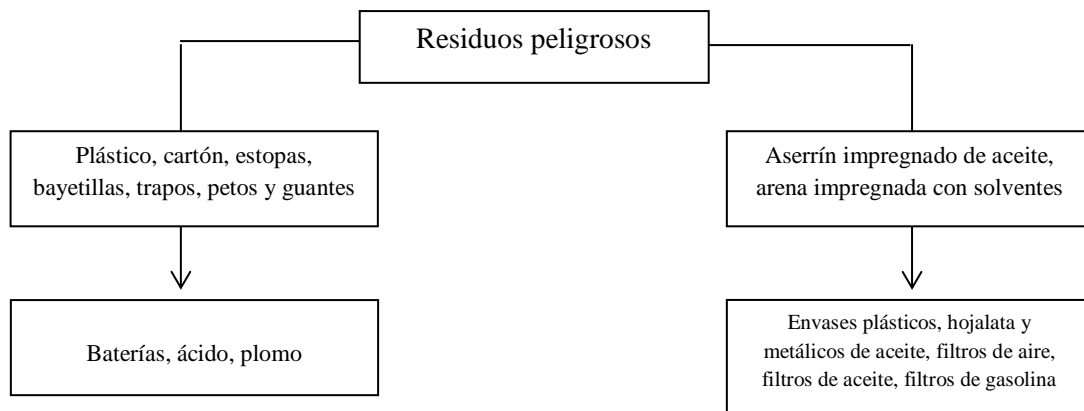 Residuos peligrosos
Plástico, cartón, estopas,
bayetillas, trapos, petos y guantes
Aserrín impregnado de aceite,
arena impregnada con solventes
Baterías, ácido, plomo
Envases plásticos, hojalata y
metálicos de aceite, filtros de aire,
filtros de aceite, filtros de gasolina